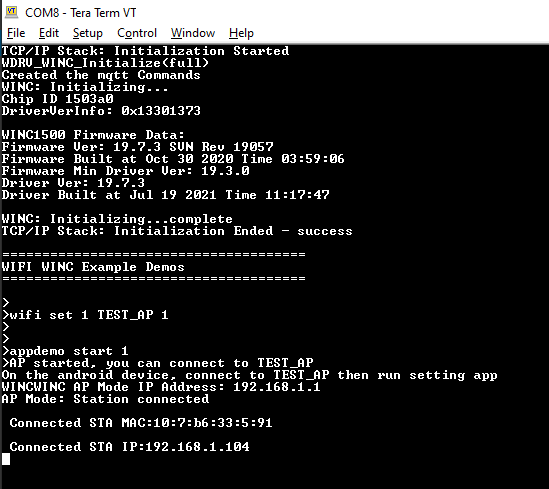 COM8 - Tera Term VT
File Edit Setup Control Window Help
TCP/IP Stack: Initialization Started
WDRU_WINC_Initialize(full)
Created the mqtt Commands
WINC: Initializing...
Chip ID 1503a0
DriverVerInfo: 0x13301373
WINC1500 Firmware Data:
Firmware Ver: 19.7.3 SVN Rev 19057
Firmware Built at Oct 30 2020 Time 03:59:06
Firmware Min Driver Ver: 19.3.0
Driver Ver: 19.7.3
Driver Built at Jul 19 2021 Time 11:17:47
WINC: Initializing...complete
TCP/IP Stack: Initialization Ended - success
======================================
WIFI WINC Example Demos
======================================
>
>wifi set 1 TEST_AP 1
>
>
>appdemo start 1
>AP started, you can connect to TEST_AP
On the android device, connect to TEST_AP then run setting app
WINCWINC AP Mode IP Address: 192.168.1.1
AP Mode: Station connected
Connected STA MAC:10:7:b6:33:5:91
Connected STA IP:192.168.1.104